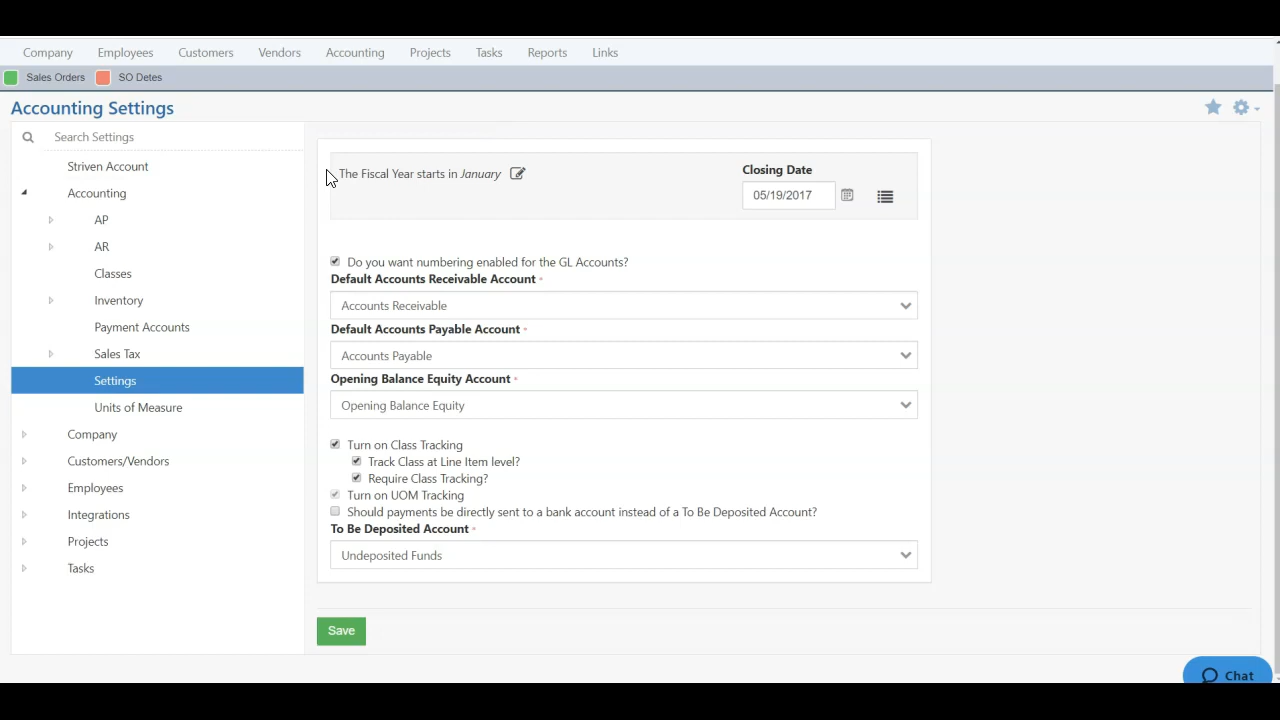 Company Employees Customers Vendors Accounting Projects Tasks Reports Links
Sales Orders SO Detes
Accounting Settings
Search Settings
Striven Account
Accounting
AP
AR
Classes
Inventory
Payment Accounts
Sales Tax
Settings
Units of Measure
Company
Customers/Vendors
Employees
Integrations
Projects
Tasks
The Fiscal Year starts in January
Closing Date
05/19/2017
Do you want numbering enabled for the GL Accounts?
Default Accounts Receivable Account *
Accounts Receivable
Default Accounts Payable Account *
Accounts Payable
Opening Balance Equity Account *
Opening Balance Equity
Turn on Class Tracking
Track Class at Line Item level?
Require Class Tracking?
Turn on UOM Tracking
Should payments be directly sent to a bank account instead of a To Be Deposited Account?
To Be Deposited Account *
Undeposited Funds
Save
Chat